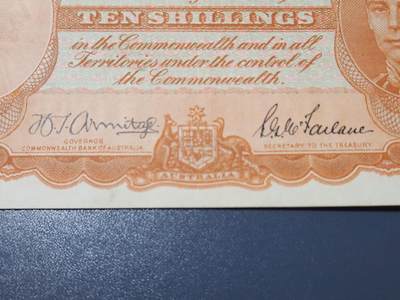 TEN SHILLINGS
in the Commonwealth and in all
Territories under the control of
the Commonwealth.
H.T. Armitage
S.G. McFarlane
GOVERNOR
COMMONWEALTH BANK OF AUSTRALIA.
SECRETARY TO THE TREASURY.
AUSTRALIA